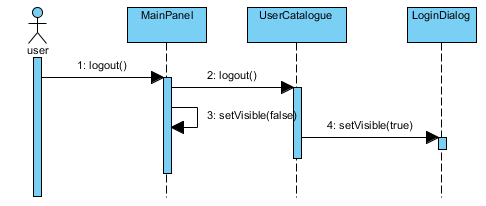 MainPanel
UserCatalogue
LoginDialog
user
1: logout()
2: logout()
3: setVisible(false)
4: setVisible(true)